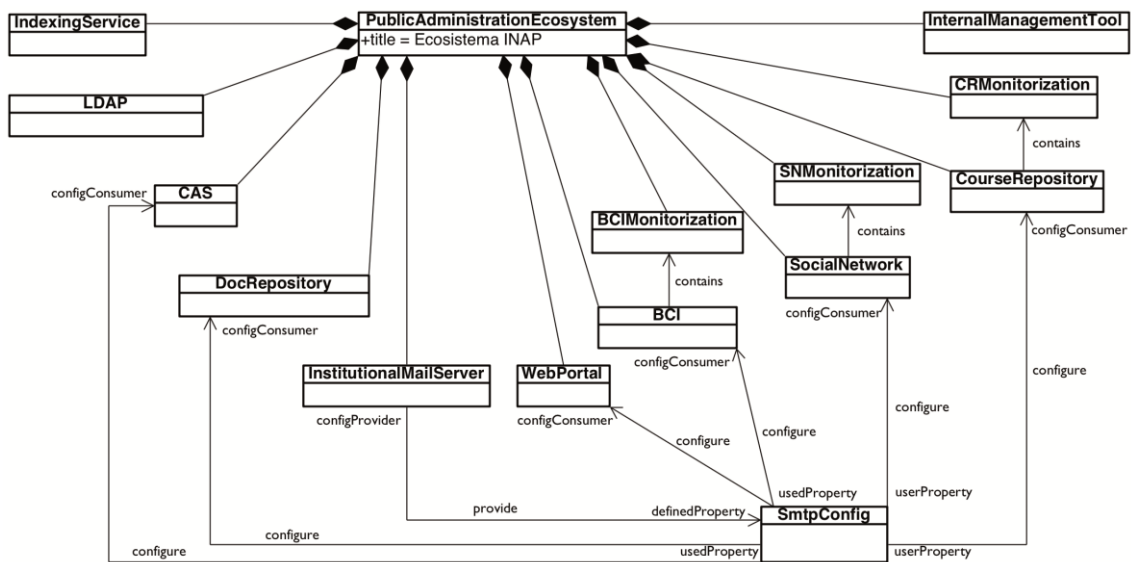 IndexingService
PublicAdministrationEcosystem
+title = Ecosistema INAP
InternalManagementTool
LDAP
CRMonitorization
contains
configConsumer
CAS
SNMonitorization
CourseRepository
BCIMonitorization
contains
configConsumer
DocRepository
contains
SocialNetwork
configConsumer
BCI
configConsumer
configConsumer
InstitutionalMailServer
WebPortal
configure
configProvider
configConsumer
configure
configure
configure
usedProperty
userProperty
provide
definedProperty
SmtpConfig
configure
configure
usedProperty
userProperty
configure